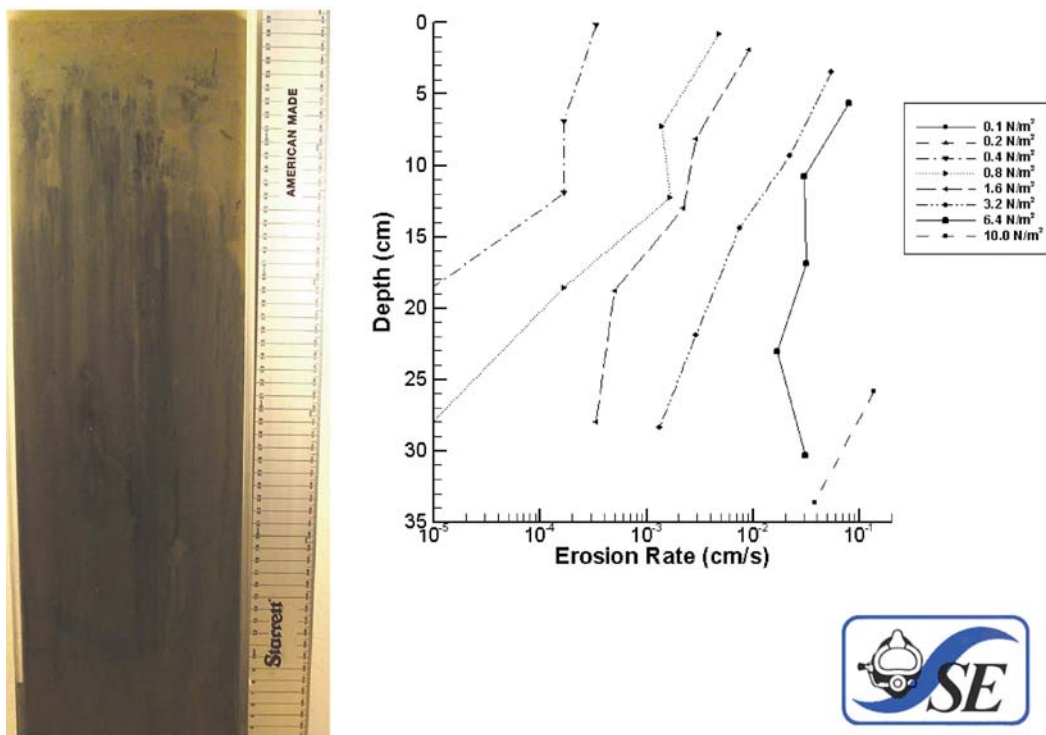 AMERICAN MADE
Starrett
0
5
10
15
20
25
30
35
Depth (cm)
10-5
10-4
10-3
10-2
10-1
Erosion Rate (cm/s)
0.1 N/m2
0.2 N/m2
0.4 N/m2
0.8 N/m2
1.6 N/m2
3.2 N/m2
6.4 N/m2
10.0 N/m2
SE